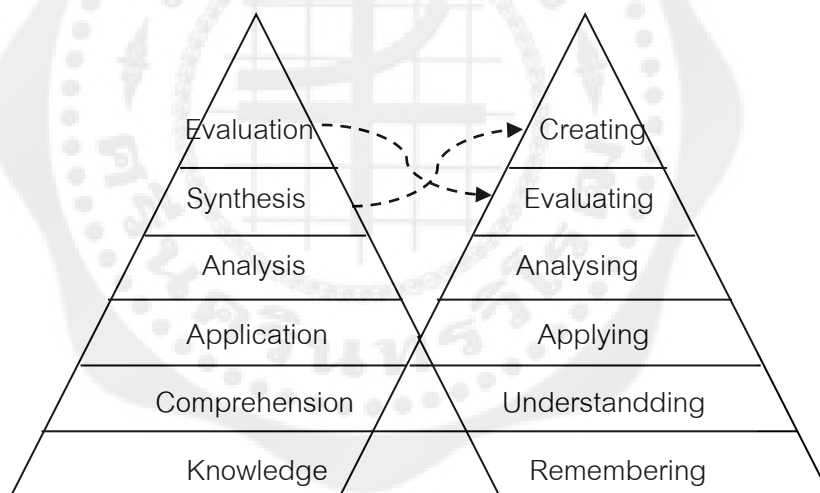 Evaluation Creating
Synthesis Evaluating
Analysis Analysing
Application Applying
Comprehension Understandding
Knowledge Remembering